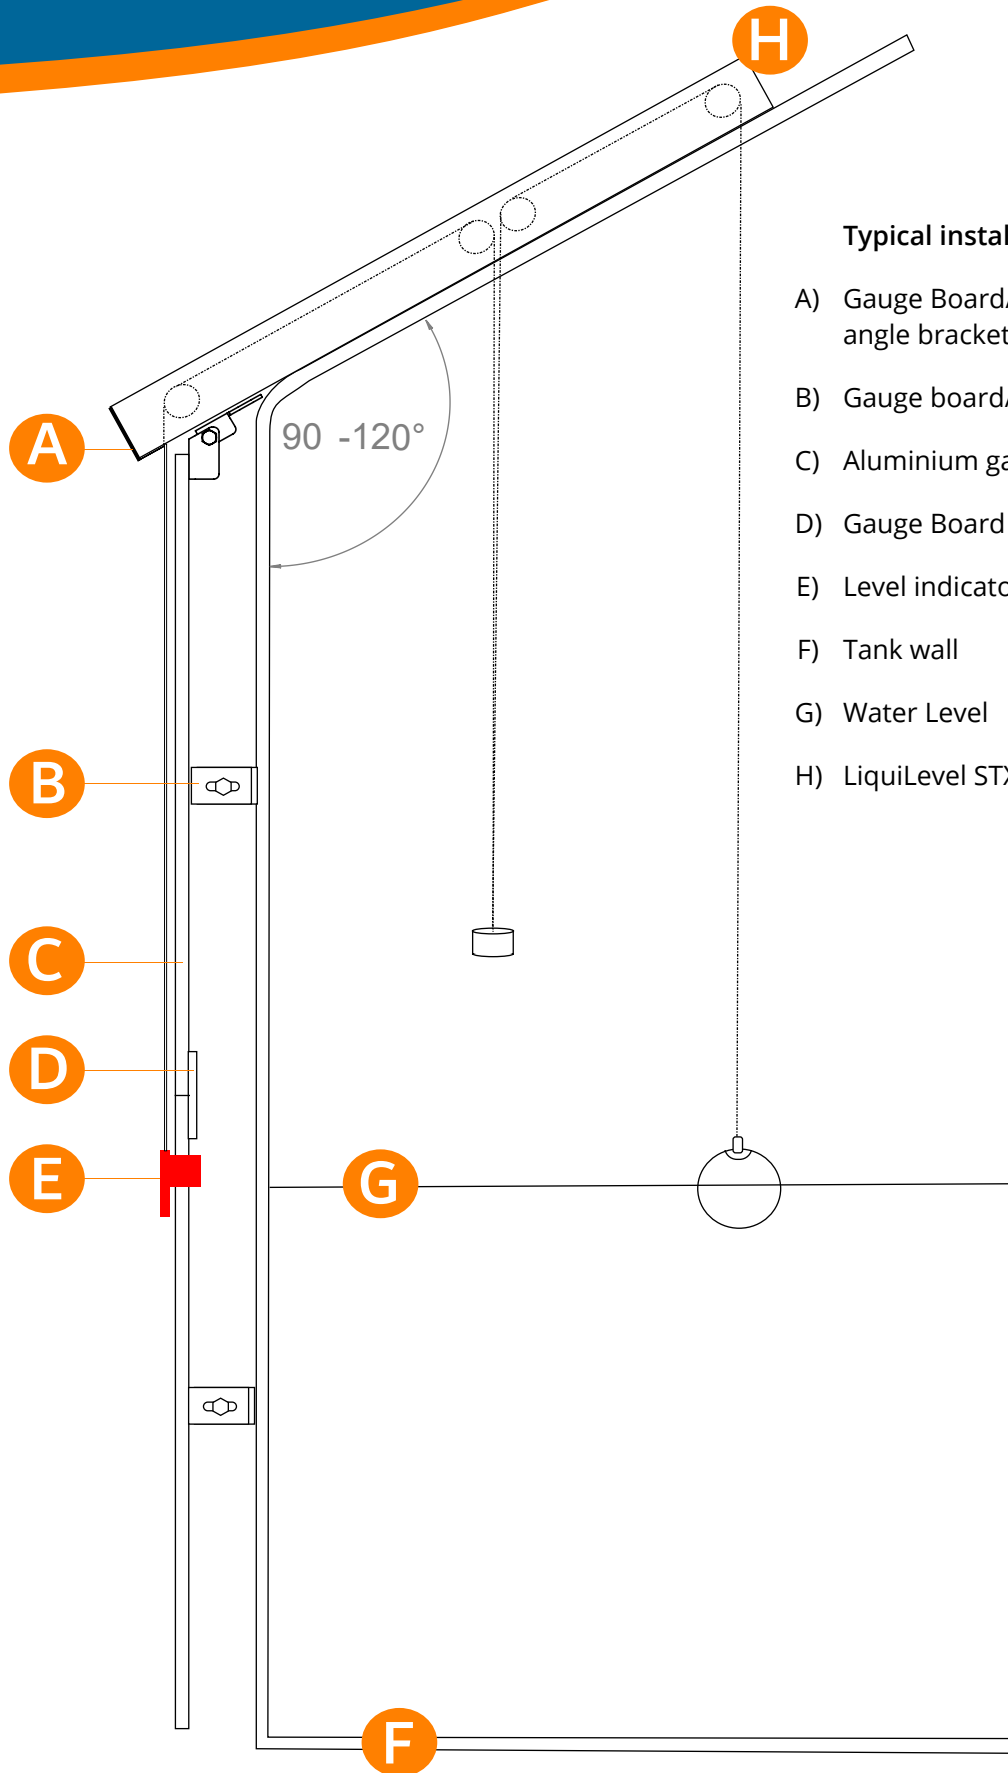 H
Typical instal
A) Gauge Board
angle bracket
B) Gauge board
C) Aluminium ga
D) Gauge Board
E) Level indicato
F) Tank wall
G) Water Level
H) LiquiLevel STX
A
90 -120°
B
C
D
E
G
F